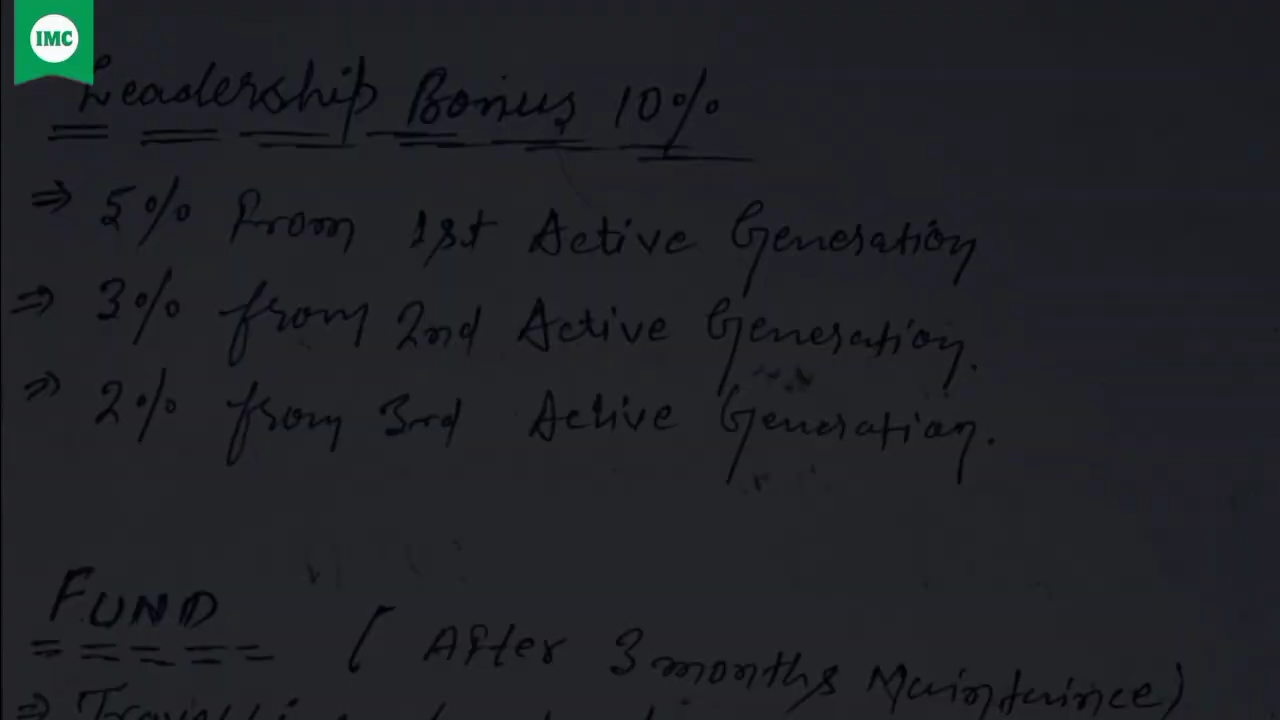 IMC
Leadership Bonus 10%
⇒ 5% From 1st Active Generation
⇒ 3% from 2nd Active Generation.
⇒ 2% from 3rd Active Generation.
FUND
( After 3 months Maintaince)